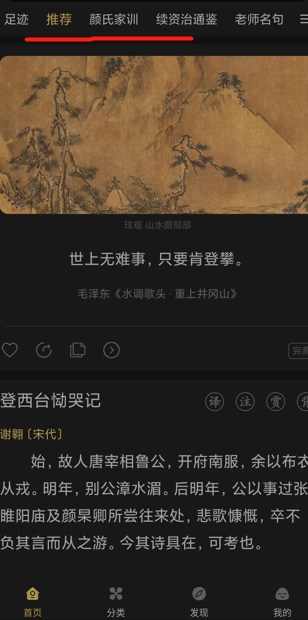 足迹 推荐 颜氏家训 续资治通鉴 老师名句
珪观 山水图局部
世上无难事，只要肯登攀。
毛泽东《水调歌头·重上井冈山》
登西台恸哭记 译 注 赏
谢翱〔宋代〕
始，故人唐宰相鲁公，开府南服，余以布衣
从戎。明年，别公漳水湄。后明年，公以事过张
睢阳庙及颜杲卿所尝往来处，悲歌慷慨，卒不
负其言而从之游。今其诗具在，可考也。
首页 分类 发现 我的